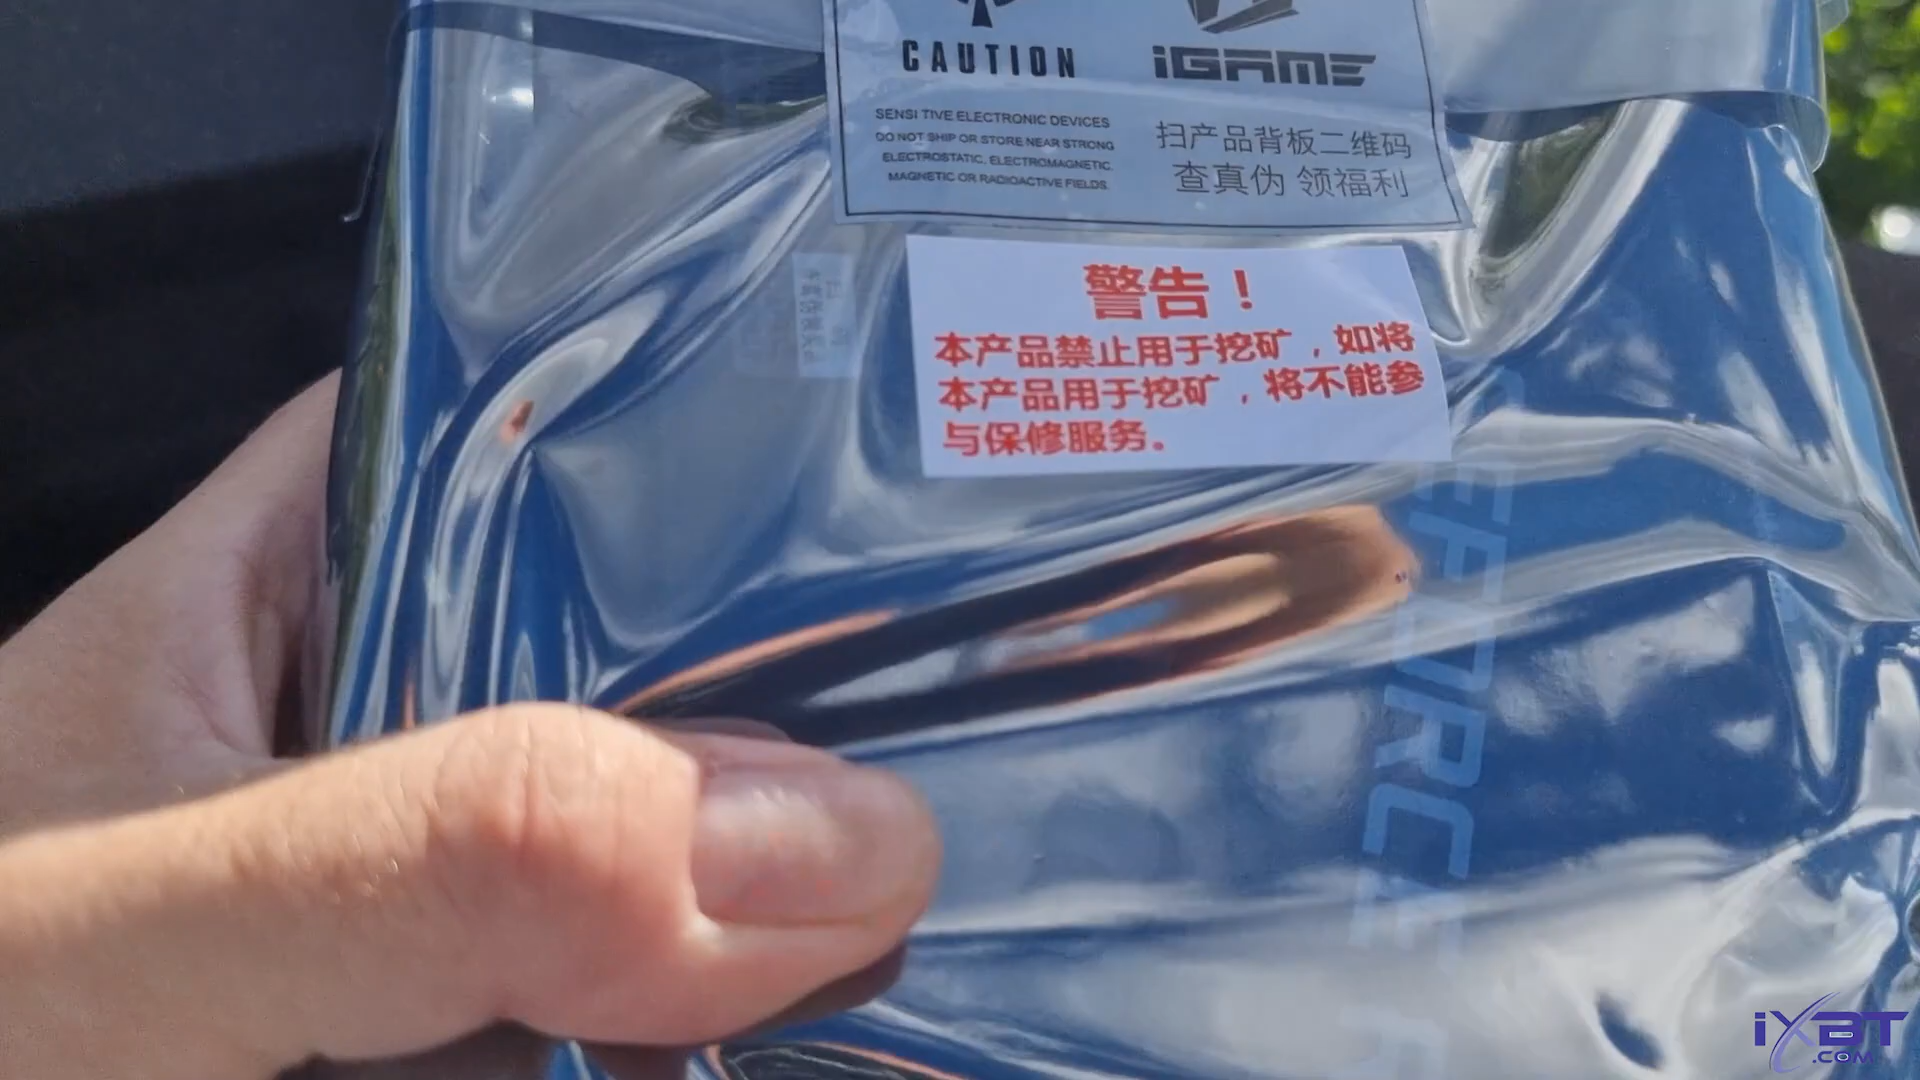 CAUTION
iGAME
SENSITIVE ELECTRONIC DEVICES
DO NOT SHIP OR STORE NEAR STRONG
ELECTROSTATIC, ELECTROMAGNETIC.
MAGNETIC OR RADIOACTIVE FIELDS.
扫产品背板二维码
查真伪 领福利
警告！
本产品禁止用于挖矿，如将
本产品用于挖矿，将不能参
与保修服务。
GEFORCE
iXBT
.COM